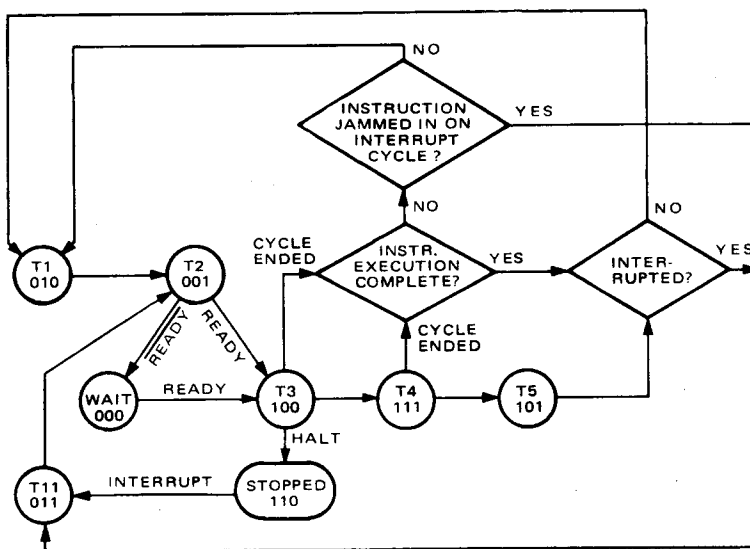 NO
INSTRUCTION
JAMMED IN ON
INTERRUPT
CYCLE?
YES
NO
NO
CYCLE
ENDED
INSTR.
EXECUTION
COMPLETE?
YES
INTER-
RUPTED?
YES
T1
010
T2
001
READY
READY
CYCLE
ENDED
WAIT
000
READY
T3
100
T4
111
T5
101
HALT
T11
011
INTERRUPT
STOPPED
110